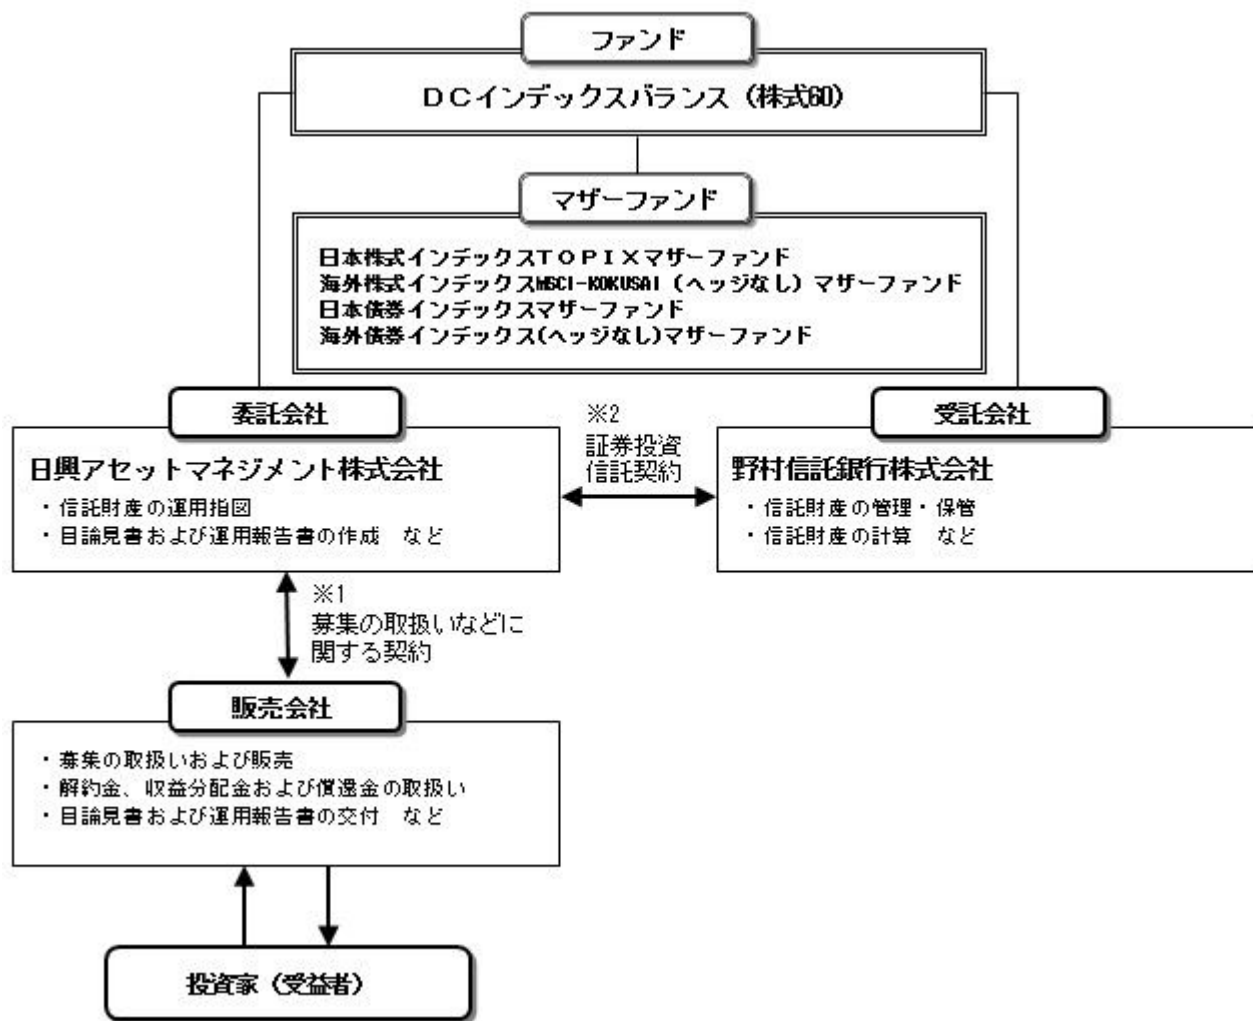 ファンド
DCインデックスバランス(株式60)
マザーファンド
日本株式インデックスTOPIXマザーファンド
海外株式インデックスMSCI-KOKUSAI(ヘッジなし)マザーファンド
日本債券インデックスマザーファンド
海外債券インデックス(ヘッジなし)マザーファンド
委託会社
日興アセットマネジメント株式会社
・信託財産の運用指図
・目論見書および運用報告書の作成 など
※2
証券投資
信託契約
受託会社
野村信託銀行株式会社
・信託財産の管理・保管
・信託財産の計算 など
※1
募集の取扱いなどに
関する契約
販売会社
・募集の取扱いおよび販売
・解約金、収益分配金および償還金の取扱い
・目論見書および運用報告書の交付 など
投資家(受益者)